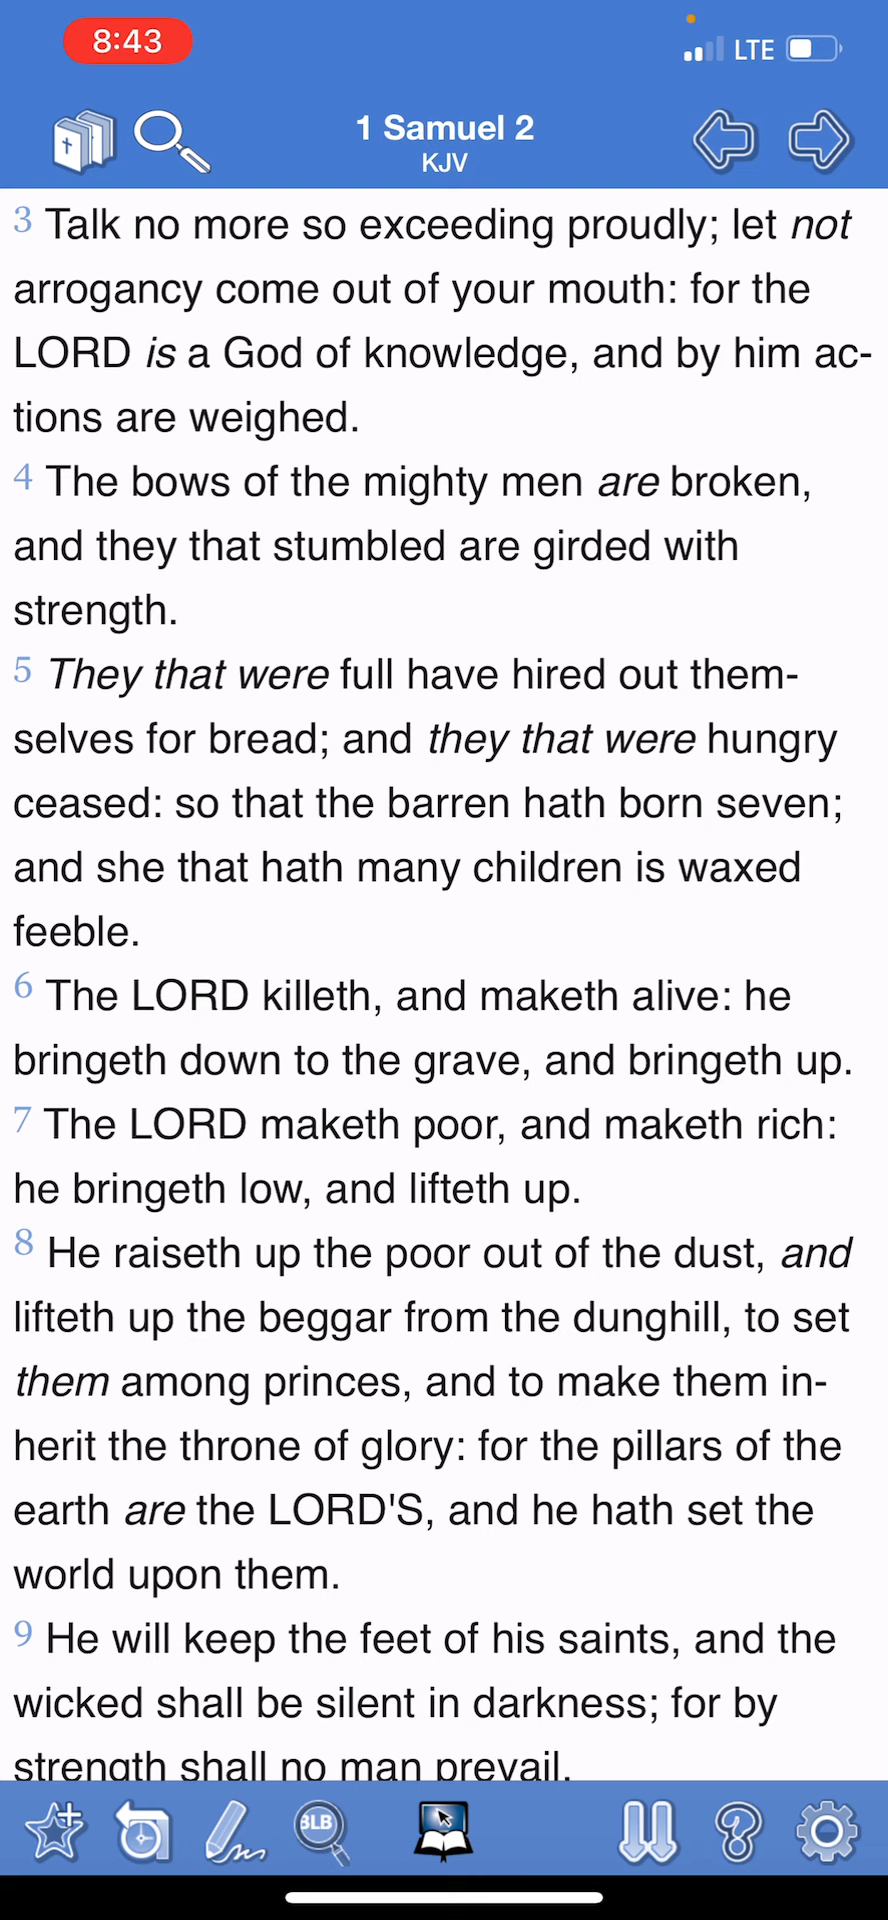 8:43
LTE
1 Samuel 2
KJV
3 Talk no more so exceeding proudly; let not
arrogancy come out of your mouth: for the
LORD is a God of knowledge, and by him ac-
tions are weighed.
4 The bows of the mighty men are broken,
and they that stumbled are girded with
strength.
5 They that were full have hired out them-
selves for bread; and they that were hungry
ceased: so that the barren hath born seven;
and she that hath many children is waxed
feeble.
6 The LORD killeth, and maketh alive: he
bringeth down to the grave, and bringeth up.
7 The LORD maketh poor, and maketh rich:
he bringeth low, and lifteth up.
8 He raiseth up the poor out of the dust, and
lifteth up the beggar from the dunghill, to set
them among princes, and to make them in-
herit the throne of glory: for the pillars of the
earth are the LORD'S, and he hath set the
world upon them.
9 He will keep the feet of his saints, and the
wicked shall be silent in darkness; for by
strength shall no man prevail.
BLB